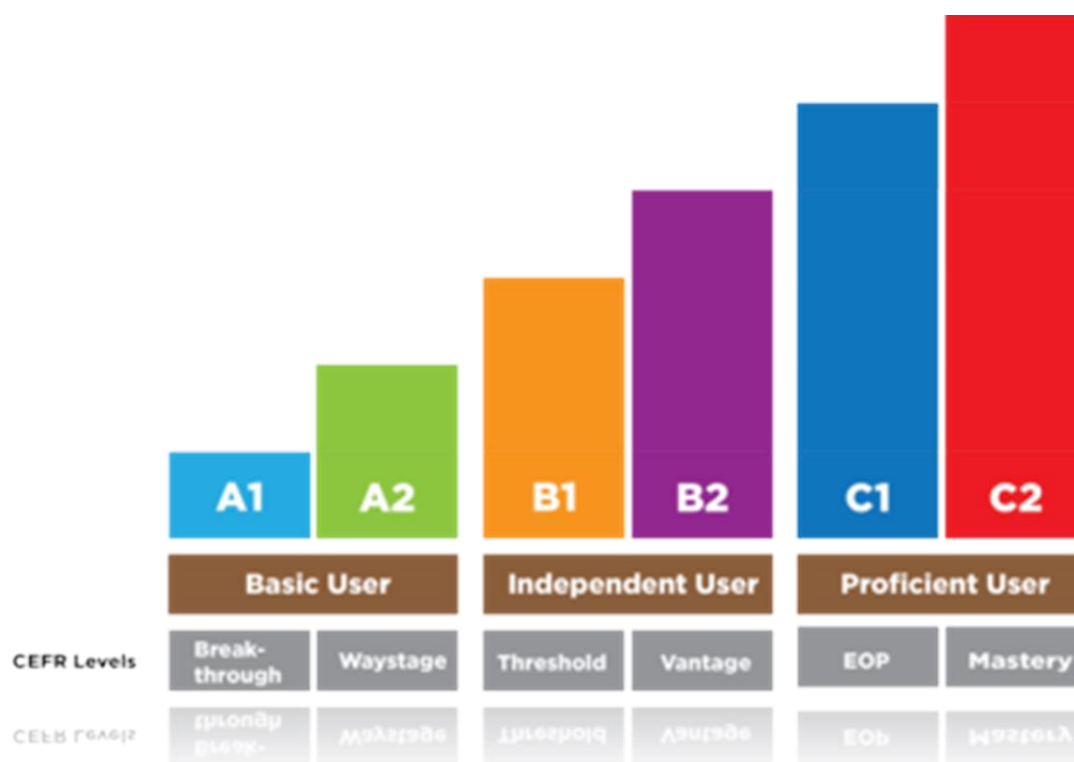 A1
A2
B1
B2
C1
C2
Basic User
Independent User
Proficient User
CEFR Levels
Break-
through
Waystage
Threshold
Vantage
EOP
Mastery